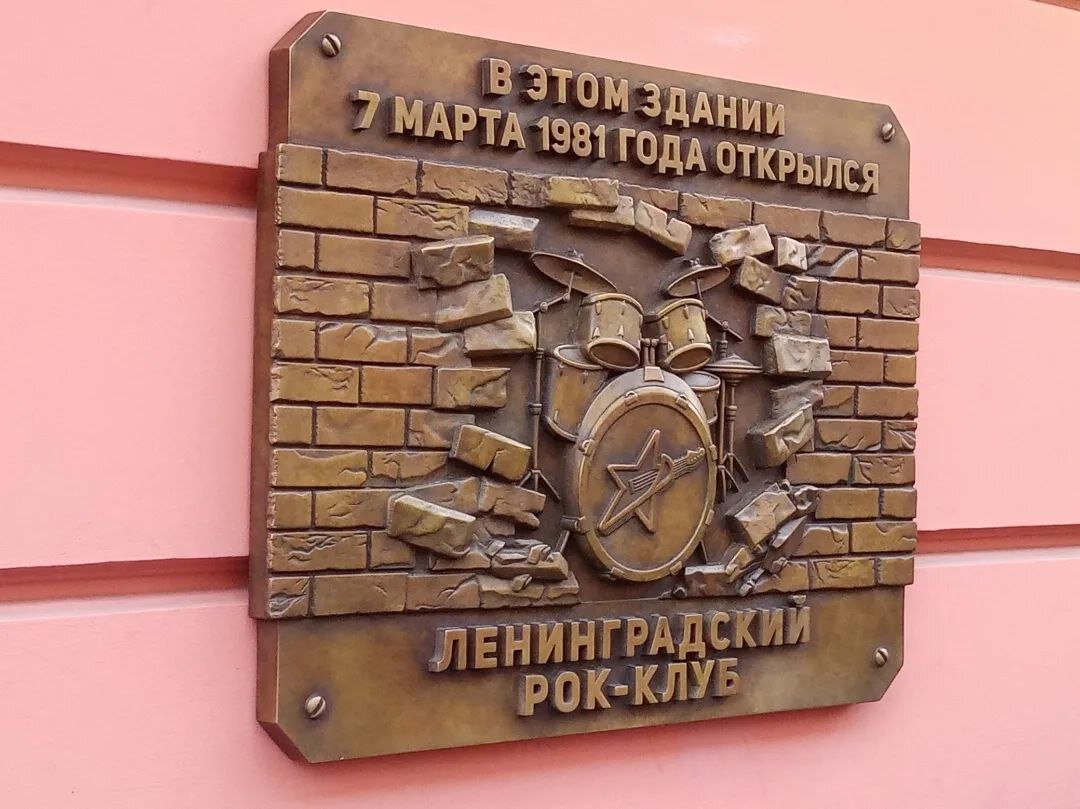 В ЭТОМ ЗДАНИИ
7 МАРТА 1981 ГОДА ОТКРЫЛСЯ
ЛЕНИНГРАДСКИЙ
РОК-КЛУБ